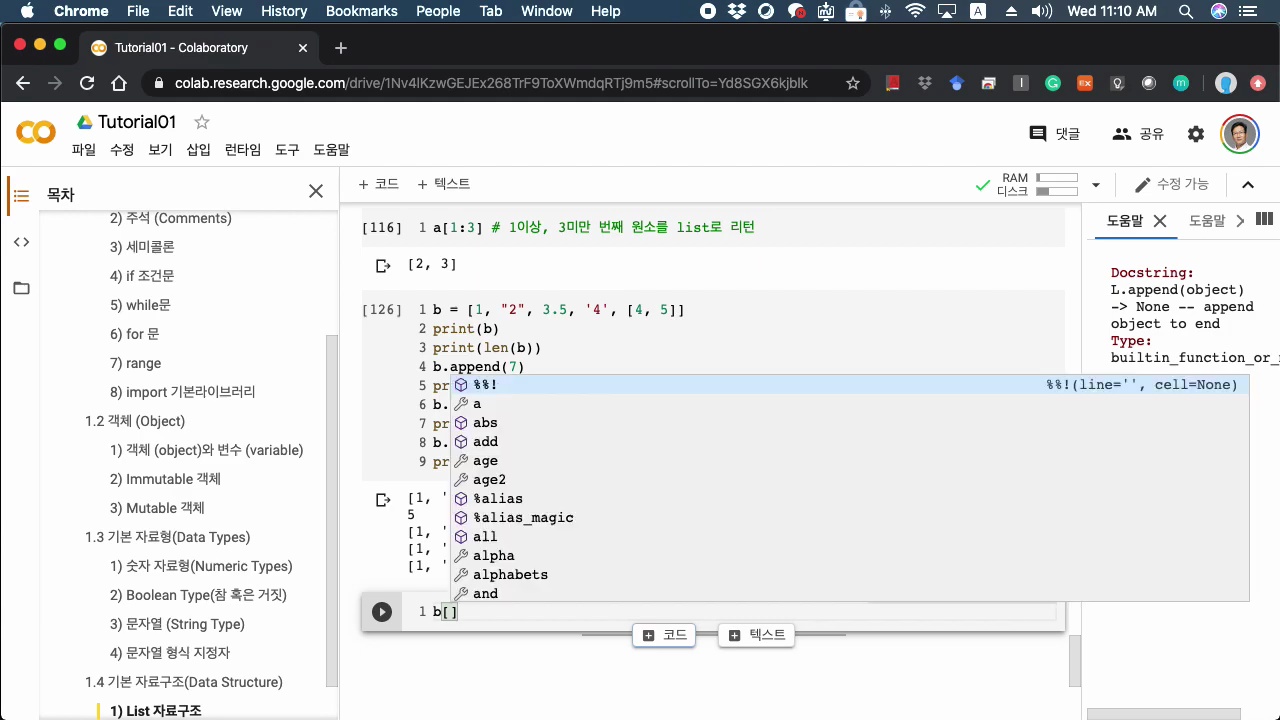 Chrome File Edit View History Bookmarks People Tab Window Help A Wed 11:10 AM
Tutorial01 - Colaboratory
colab.research.google.com/drive/1Nv4lKzwGEJEx268TrF9ToXWmdqRTj9m5#scrollTo=Yd8SGX6kjblk
Tutorial01
댓글 공유
파일 수정 보기 삽입 런타임 도구 도움말
목차
+ 코드 + 텍스트
RAM
디스크
수정 가능
2) 주석 (Comments)
3) 세미콜론
4) if 조건문
5) while문
6) for 문
7) range
8) import 기본라이브러리
1.2 객체 (Object)
1) 객체 (object)와 변수 (variable)
2) Immutable 객체
3) Mutable 객체
1.3 기본 자료형(Data Types)
1) 숫자 자료형(Numeric Types)
2) Boolean Type(참 혹은 거짓)
3) 문자열 (String Type)
4) 문자열 형식 지정자
1.4 기본 자료구조(Data Structure)
1) List 자료구조
[116] 1 a[1:3] # 1이상, 3미만 번째 원소를 list로 리턴
[2, 3]
[126] 1 b = [1, "2", 3.5, '4', [4, 5]]
2 print(b)
3 print(len(b))
4 b.append(7)
5 pr
6 b.
7 pr
8 b.
9 pr
%%! %%!(line='', cell=None)
a
abs
add
age
age2
%alias
%alias_magic
all
alpha
alphabets
and
[1, '
5
[1, '
[1, '
[1, '
1 b[]
코드 텍스트
도움말 도움말
Docstring:
L.append(object)
-> None -- append
object to end
Type:
builtin_function_or_